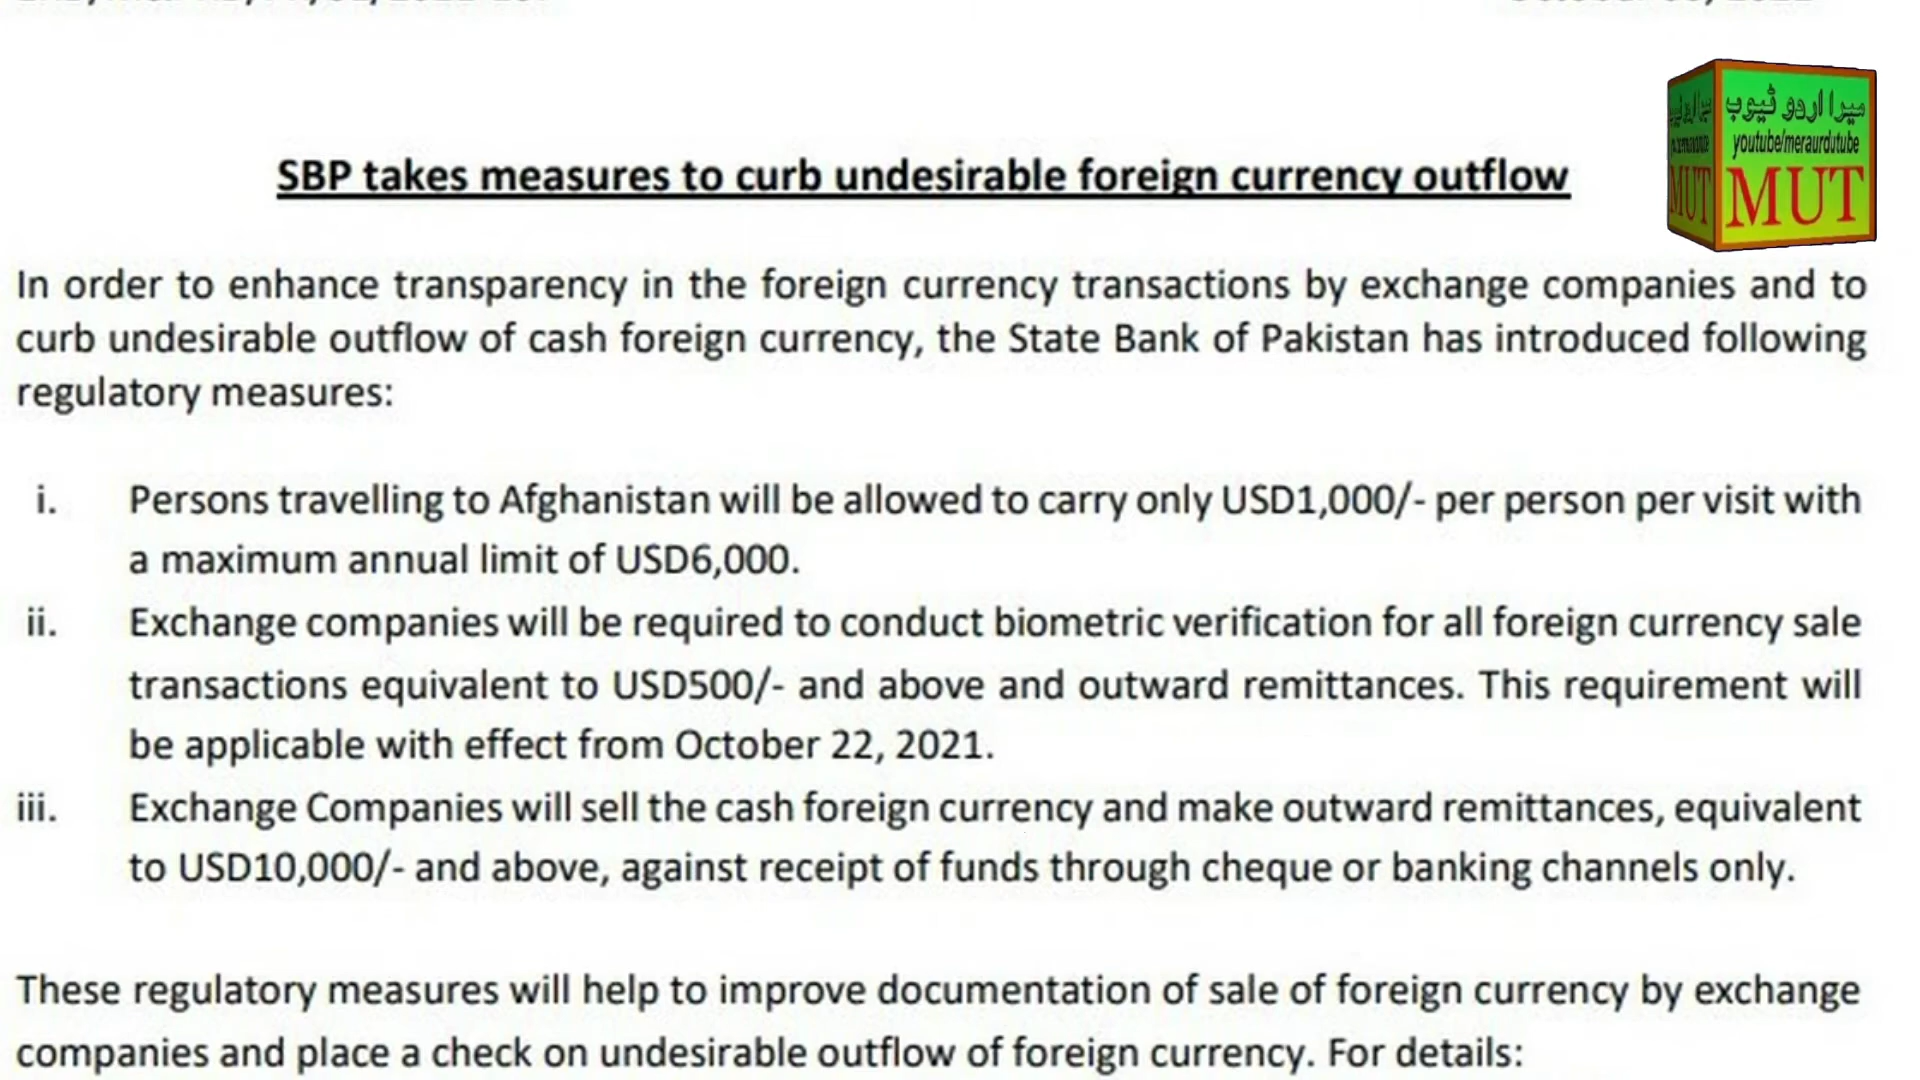 SBP takes measures to curb undesirable foreign currency outflow
میرا اردو ٹیوب
youtube/meraurdutube
MUT
MUT
In order to enhance transparency in the foreign currency transactions by exchange companies and to
curb undesirable outflow of cash foreign currency, the State Bank of Pakistan has introduced following
regulatory measures:
i. Persons travelling to Afghanistan will be allowed to carry only USD1,000/- per person per visit with
a maximum annual limit of USD6,000.
ii. Exchange companies will be required to conduct biometric verification for all foreign currency sale
transactions equivalent to USD500/- and above and outward remittances. This requirement will
be applicable with effect from October 22, 2021.
iii. Exchange Companies will sell the cash foreign currency and make outward remittances, equivalent
to USD10,000/- and above, against receipt of funds through cheque or banking channels only.
These regulatory measures will help to improve documentation of sale of foreign currency by exchange
companies and place a check on undesirable outflow of foreign currency. For details: